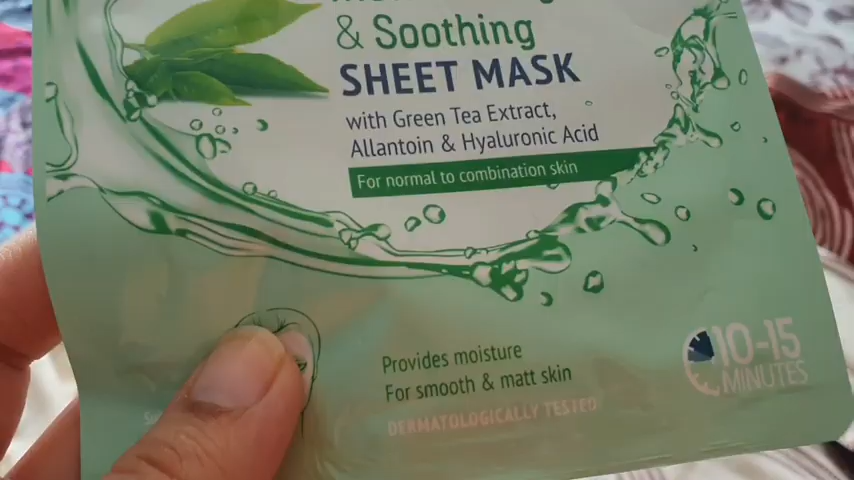 & Soothing
SHEET MASK
with Green Tea Extract,
Allantoin & Hyaluronic Acid
For normal to combination skin
Provides moisture
For smooth & matt skin
DERMATOLOGICALLY TESTED
10-15
MINUTES